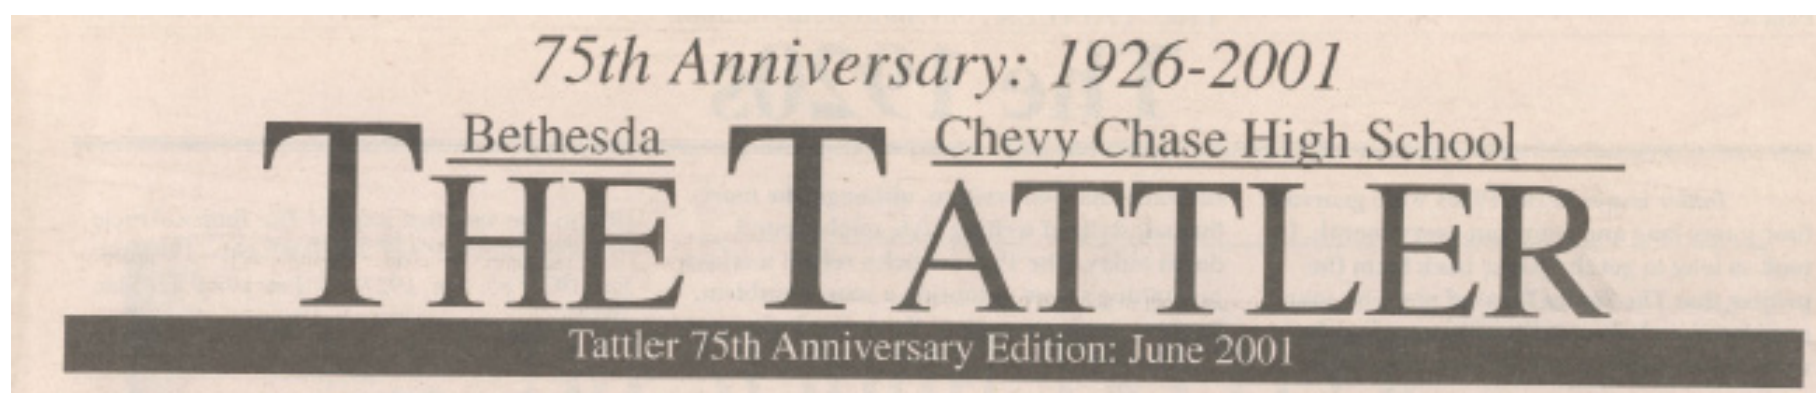 75th Anniversary: 1926-2001
Bethesda Chevy Chase High School
THE TATTLER
Tattler 75th Anniversary Edition: June 2001